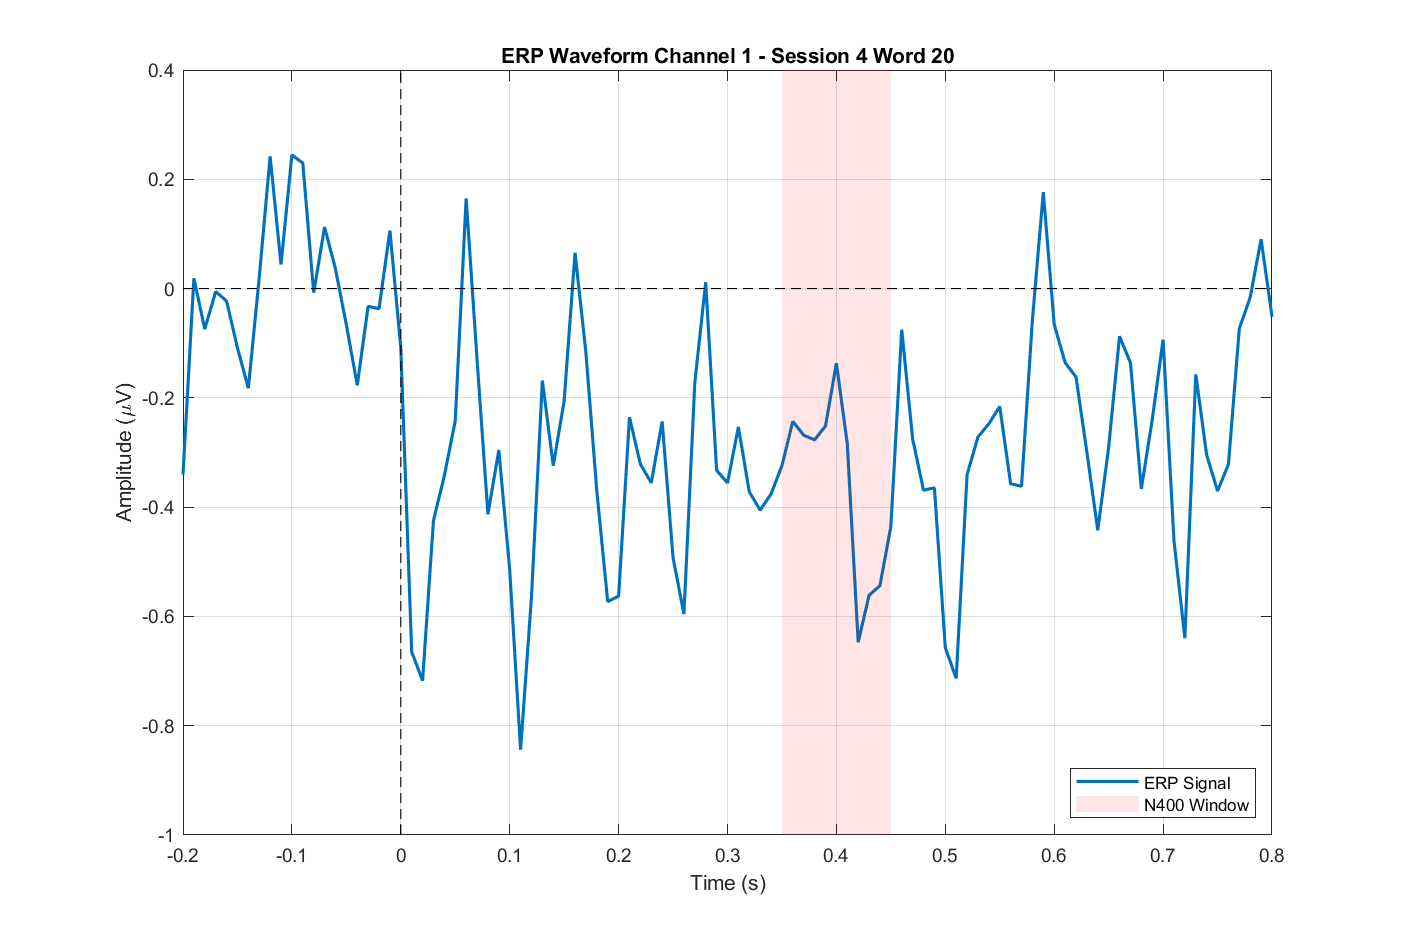 ERP Waveform Channel 1 - Session 4 Word 20
0.4
0.2
0
-0.2
-0.4
-0.6
-0.8
-1
Amplitude (μV)
-0.2 -0.1 0 0.1 0.2 0.3 0.4 0.5 0.6 0.7 0.8
Time (s)
ERP Signal
N400 Window